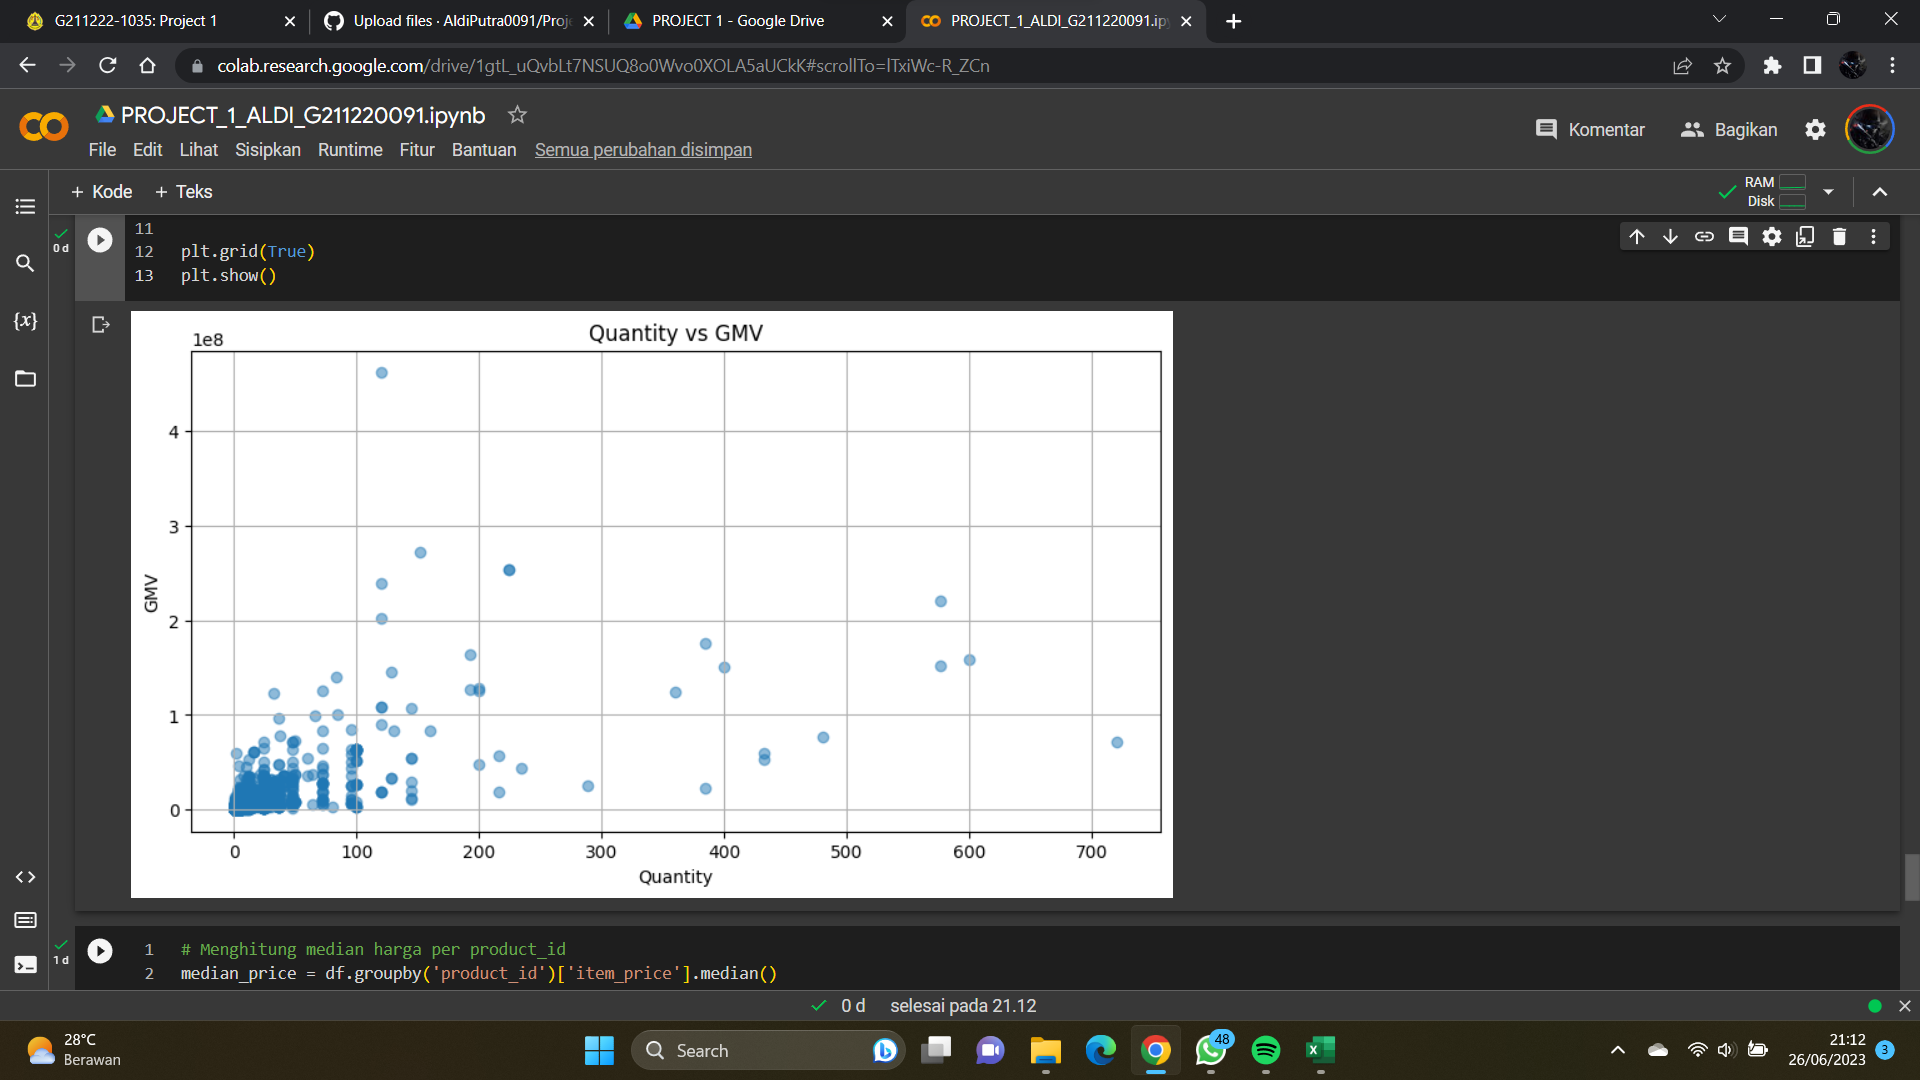 G211222-1035: Project 1
Upload files · AldiPutra0091/Proje
PROJECT 1 - Google Drive
PROJECT_1_ALDI_G211220091.ip
colab.research.google.com/drive/1gtL_uQvbLt7NSUQ8o0Wvo0XOLA5aUCkK#scrollTo=lTxiWc-R_ZCn
PROJECT_1_ALDI_G211220091.ipynb
File Edit Lihat Sisipkan Runtime Fitur Bantuan Semua perubahan disimpan
Komentar
Bagikan
+ Kode + Teks
RAM
Disk
0 d
11
12 plt.grid(True)
13 plt.show()
{x}
Quantity vs GMV
1e8
4
3
2
1
0
GMV
0 100 200 300 400 500 600 700
Quantity
1 d
1 # Menghitung median harga per product_id
2 median_price = df.groupby('product_id')['item_price'].median()
0 d selesai pada 21.12
28°C
Berawan
Search
48
21:12
26/06/2023
3